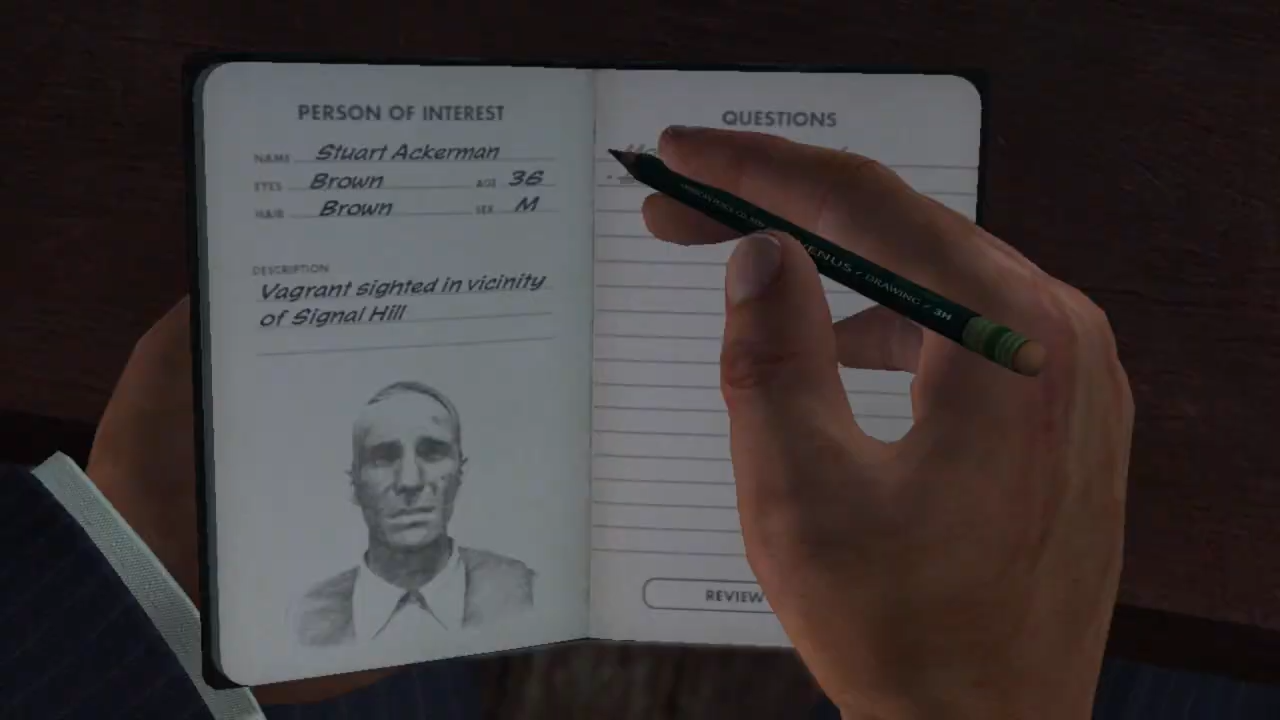 PERSON OF INTEREST
NAME Stuart Ackerman
EYES Brown AGE 36
HAIR Brown SEX M
DESCRIPTION
Vagrant sighted in vicinity
of Signal Hill
QUESTIONS
VENUS / DRAWING / 3H
REVIEW